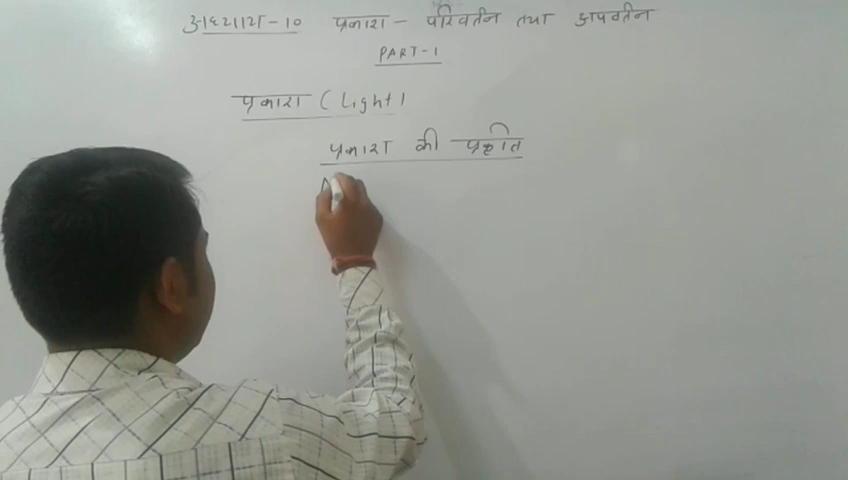 अध्याय-10 प्रकाश - परिवर्तन तथा अपवर्तन
PART-1
प्रकाश (Light)
प्रकाश की प्रकृति